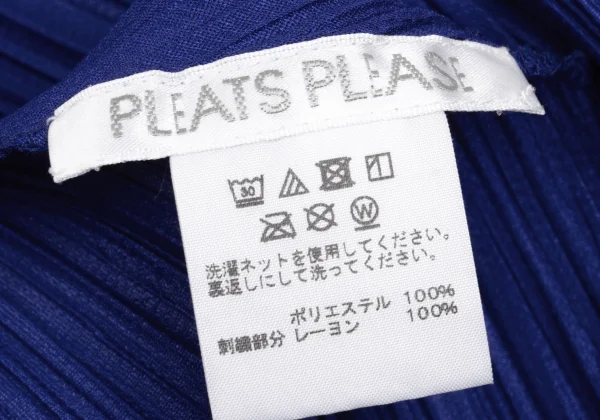 PLEATS PLEASE
30
W
洗濯ネットを使用してください。
裏返しにして洗ってください。
ポリエステル 100%
刺繍部分 レーヨン 100%